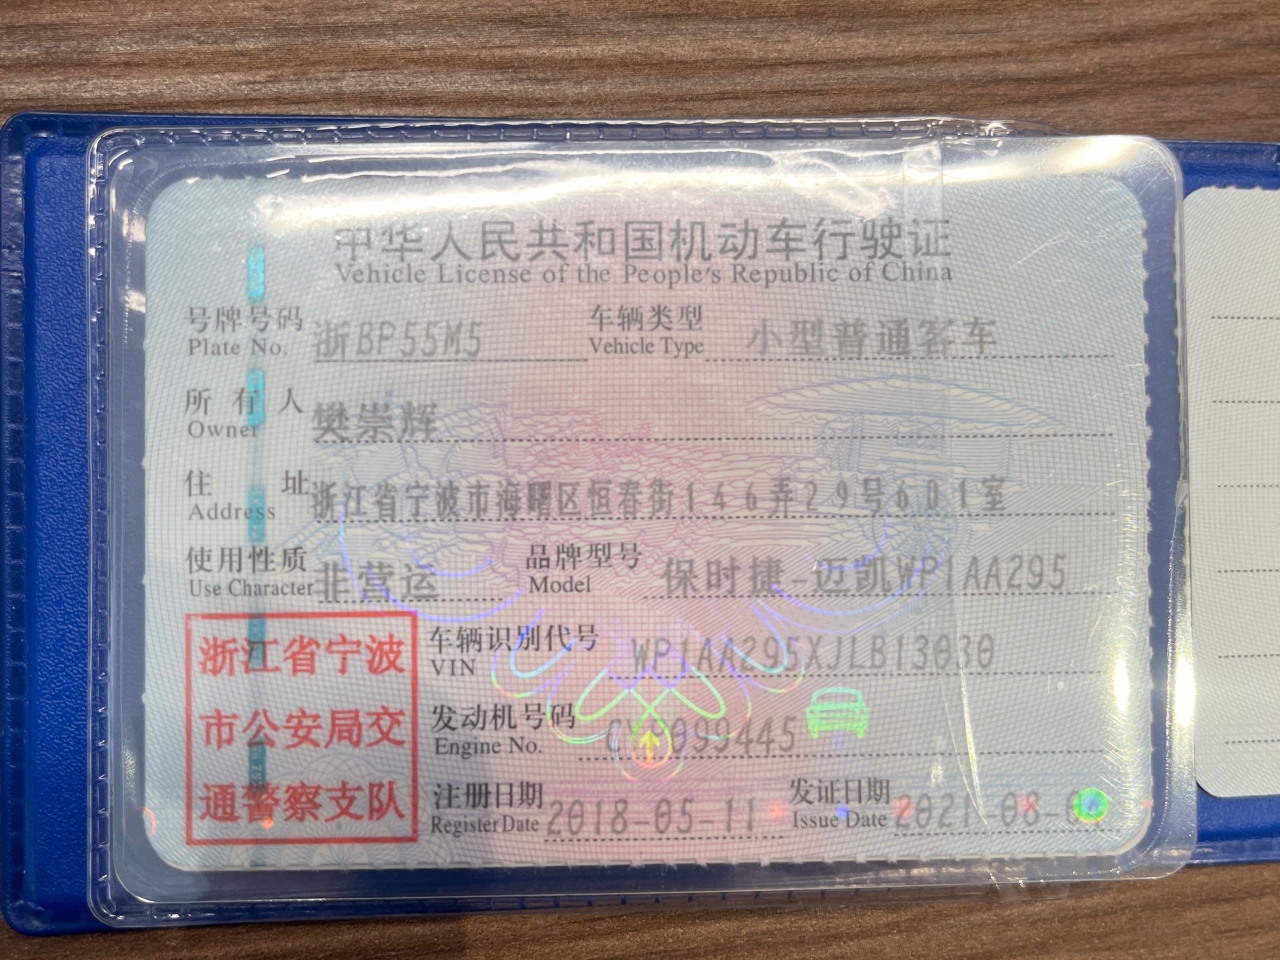 中华人民共和国机动车行驶证
Vehicle License of the People's Republic of China
号牌号码 浙BP55M5 车辆类型 小型普通客车
Plate No. Vehicle Type
所有人 樊崇辉
Owner
住址 浙江省宁波市海曙区恒春街146弄29号601室
Address
使用性质 非营运 品牌型号 保时捷-迈凯WP1AA295
Use Character Model
浙江省宁波
市公安局交
通警察支队
车辆识别代号 WP1AA295XJLB13030
VIN
发动机号码
Engine No.
注册日期 2018-05-11 发证日期 2021-08-
Register Date Issue Date